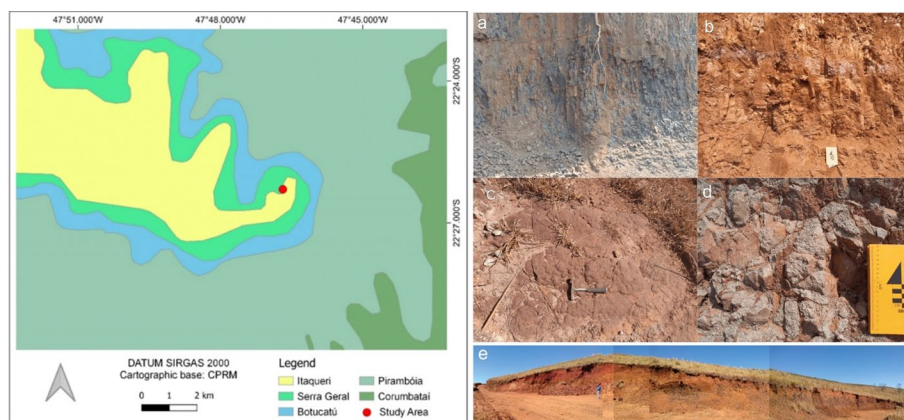 47°51.000'W 47°48.000'W 47°45.000'W
22°24.000'S
22°27.000'S
DATUM SIRGAS 2000
Cartographic base: CPRM
0 1 2 km
Legend
Itaqueri
Serra Geral
Botucatú
Pirambóia
Corumbatai
Study Area
a
b
c
d
e